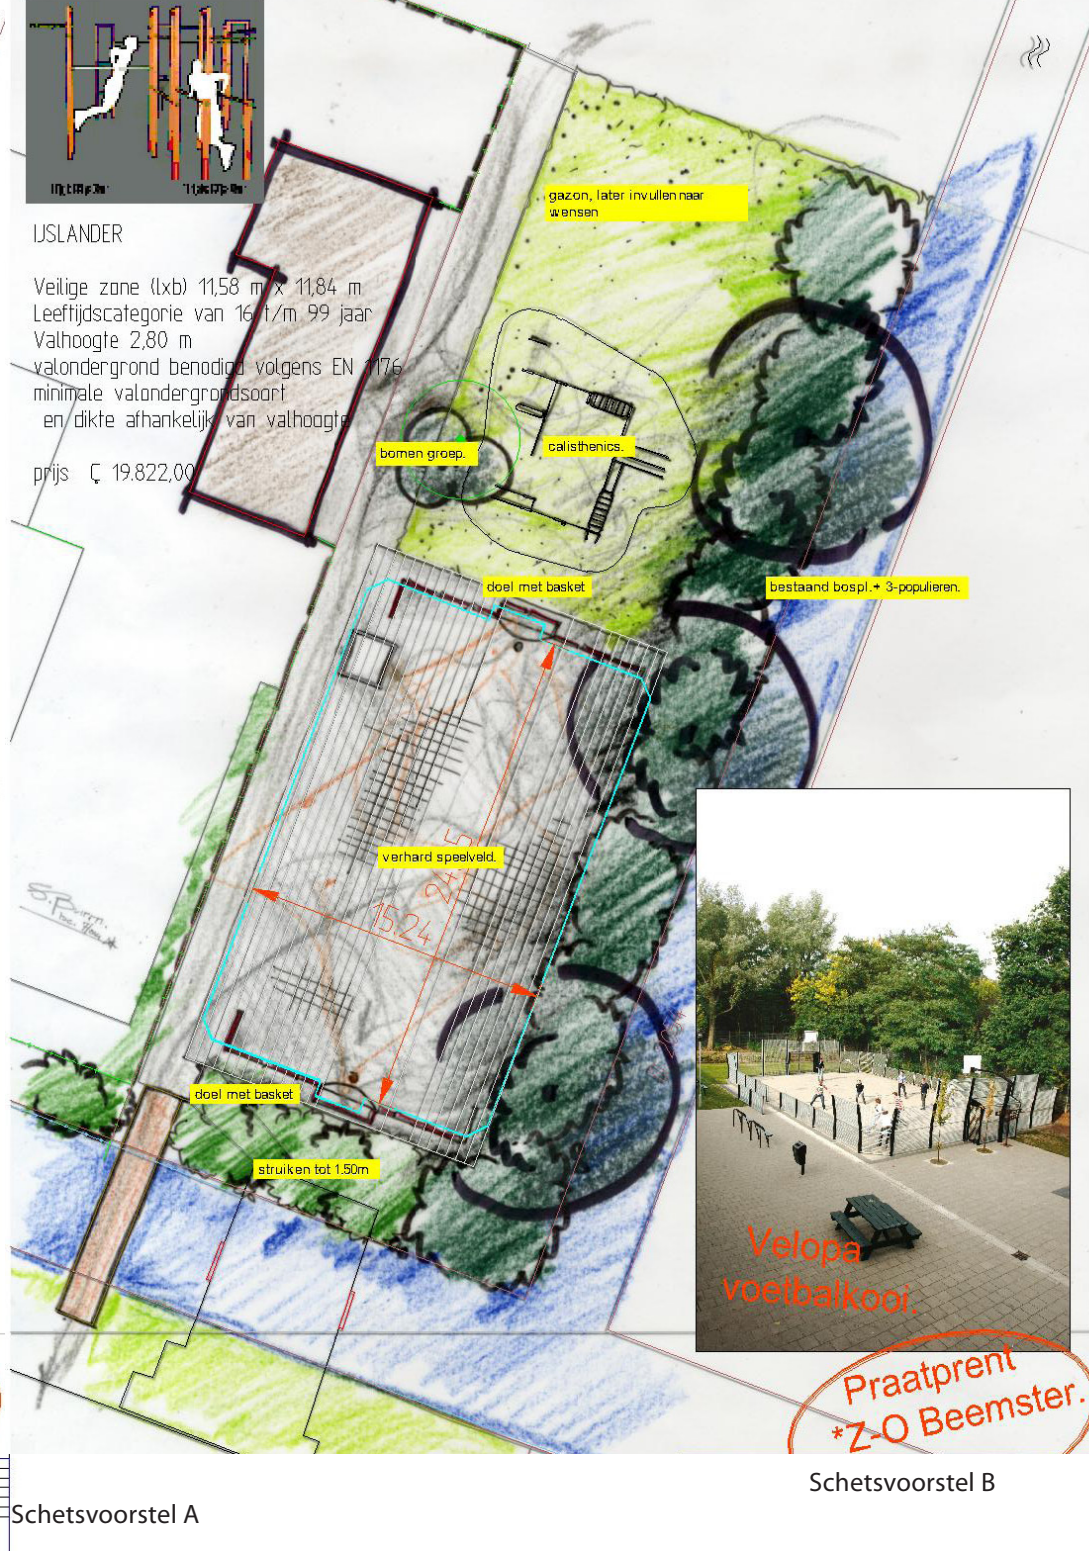 IJSLANDER
Veilige zone (lxb) 11,58 m x 11,84 m
Leeftijdscategorie van 16 t/m 99 jaar
Valhoogte 2,80 m
valondergrond benodigd volgens EN 1176
minimale valondergrondsoort
en dikte afhankelijk van valhoogte
prijs Ç 19.822,00
gazon, later invullen naar
wensen
bomen groep.
calisthenics.
doel met basket
bestaand bospl.+ 3-populieren.
verhard speelveld.
15.24
doel met basket
struiken tot 1.50m
Velopa
voetbalkooi.
Praatprent
*Z-O Beemster.
Schetsvoorstel B
Schetsvoorstel A